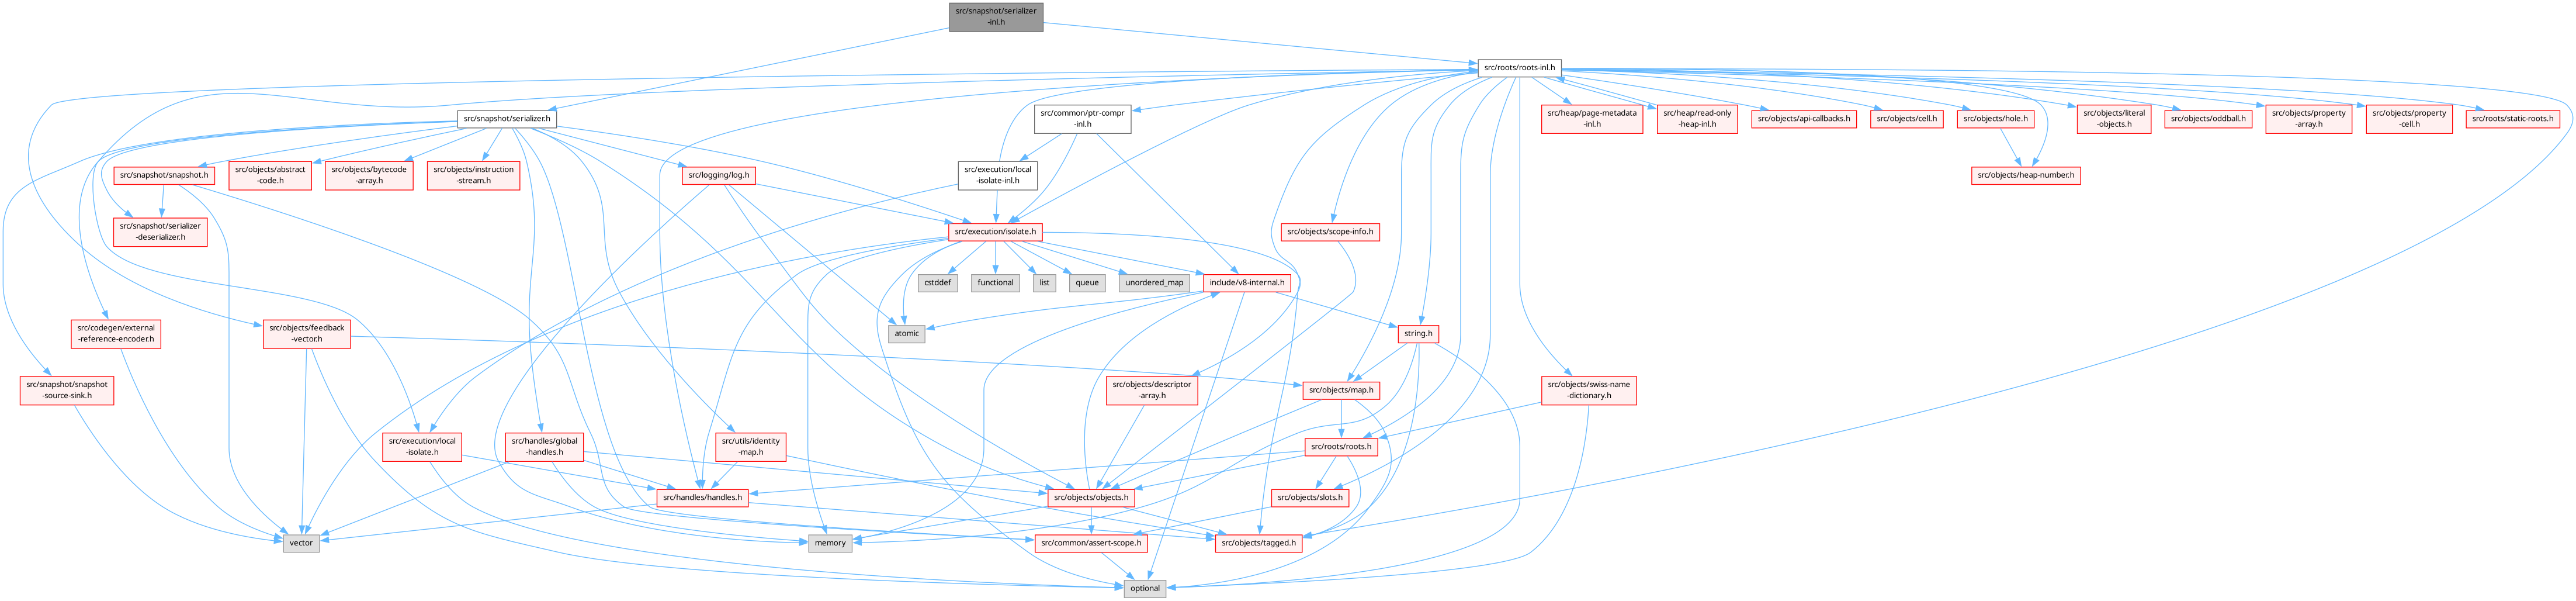 src/snapshot/serializer
-inl.h
src/roots/roots-inl.h
src/snapshot/serializer.h
src/common/ptr-compr
-inl.h
src/heap/page-metadata
-inl.h
src/heap/read-only
-heap-inl.h
src/objects/api-callbacks.h
src/objects/cell.h
src/objects/hole.h
src/objects/literal
-objects.h
src/objects/oddball.h
src/objects/property
-array.h
src/objects/property
-cell.h
src/roots/static-roots.h
src/snapshot/snapshot.h
src/objects/abstract
-code.h
src/objects/bytecode
-array.h
src/objects/instruction
-stream.h
src/logging/log.h
src/execution/local
-isolate-inl.h
src/objects/heap-number.h
src/snapshot/serializer
-deserializer.h
src/execution/isolate.h
src/objects/scope-info.h
cstddef
functional
list
queue
unordered_map
include/v8-internal.h
src/codegen/external
-reference-encoder.h
src/objects/feedback
-vector.h
atomic
string.h
src/snapshot/snapshot
-source-sink.h
src/objects/descriptor
-array.h
src/objects/map.h
src/objects/swiss-name
-dictionary.h
src/execution/local
-isolate.h
src/handles/global
-handles.h
src/utils/identity
-map.h
src/roots/roots.h
src/handles/handles.h
src/objects/objects.h
src/objects/slots.h
vector
memory
src/common/assert-scope.h
src/objects/tagged.h
optional